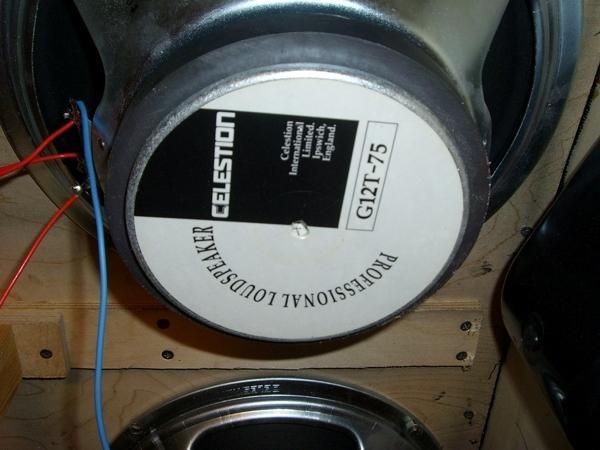 CELESTION
Celestion
International
Limited.
Ipswich,
England.
G12T-75
PROFESSIONAL LOUDSPEAKER